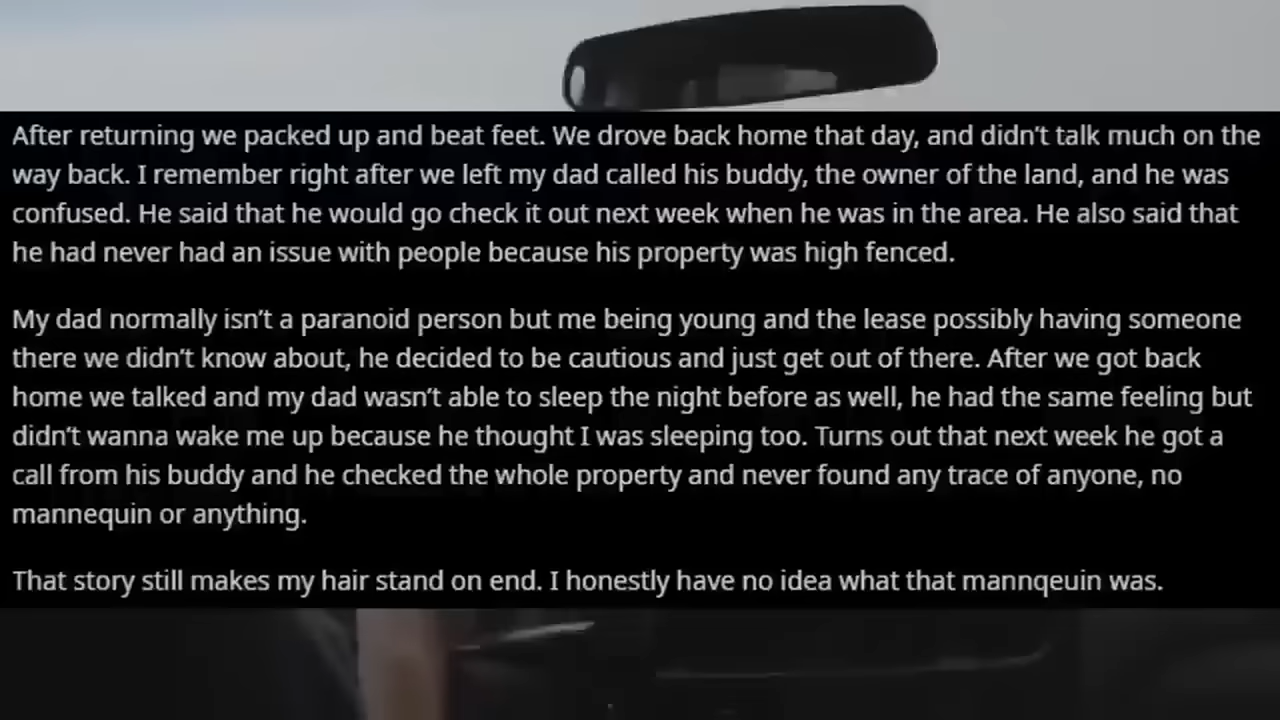 After returning we packed up and beat feet. We drove back home that day, and didn't talk much on the
way back. I remember right after we left my dad called his buddy, the owner of the land, and he was
confused. He said that he would go check it out next week when he was in the area. He also said that
he had never had an issue with people because his property was high fenced.
My dad normally isn't a paranoid person but me being young and the lease possibly having someone
there we didn't know about, he decided to be cautious and just get out of there. After we got back
home we talked and my dad wasn't able to sleep the night before as well, he had the same feeling but
didn't wanna wake me up because he thought I was sleeping too. Turns out that next week he got a
call from his buddy and he checked the whole property and never found any trace of anyone, no
mannequin or anything.
That story still makes my hair stand on end. I honestly have no idea what that mannqeuin was.